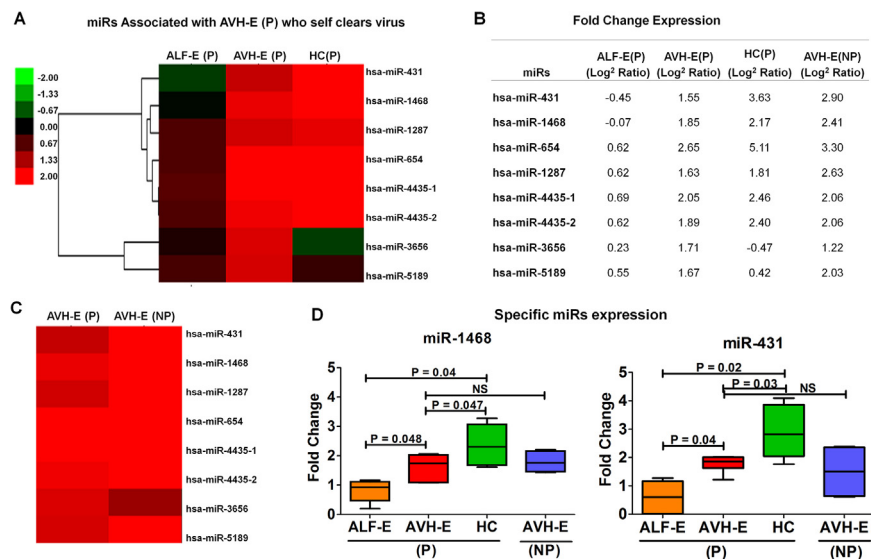 A
miRs Associated with AVH-E (P) who self clears virus
ALF-E (P) AVH-E (P) HC(P)
-2.00
-1.33
-0.67
0.00
0.67
1.33
2.00
hsa-miR-431
hsa-miR-1468
hsa-miR-1287
hsa-miR-654
hsa-miR-4435-1
hsa-miR-4435-2
hsa-miR-3656
hsa-miR-5189
B
Fold Change Expression
ALF-E(P) AVH-E(P) HC(P) AVH-E(NP)
miRs (Log² Ratio) (Log² Ratio) (Log² Ratio) (Log² Ratio)
hsa-miR-431 -0.45 1.55 3.63 2.90
hsa-miR-1468 -0.07 1.85 2.17 2.41
hsa-miR-654 0.62 2.65 5.11 3.30
hsa-miR-1287 0.62 1.63 1.81 2.63
hsa-miR-4435-1 0.69 2.05 2.46 2.06
hsa-miR-4435-2 0.62 1.89 2.40 2.06
hsa-miR-3656 0.23 1.71 -0.47 1.22
hsa-miR-5189 0.55 1.67 0.42 2.03
C
AVH-E (P) AVH-E (NP)
hsa-miR-431
hsa-miR-1468
hsa-miR-1287
hsa-miR-654
hsa-miR-4435-1
hsa-miR-4435-2
hsa-miR-3656
hsa-miR-5189
D
Specific miRs expression
miR-1468
Fold Change
5
4
3
2
1
0
P = 0.04
NS
P = 0.047
P = 0.048
ALF-E AVH-E HC AVH-E
(P) (NP)
miR-431
Fold Change
5
4
3
2
1
0
P = 0.02
P = 0.03
NS
P = 0.04
ALF-E AVH-E HC AVH-E
(P) (NP)